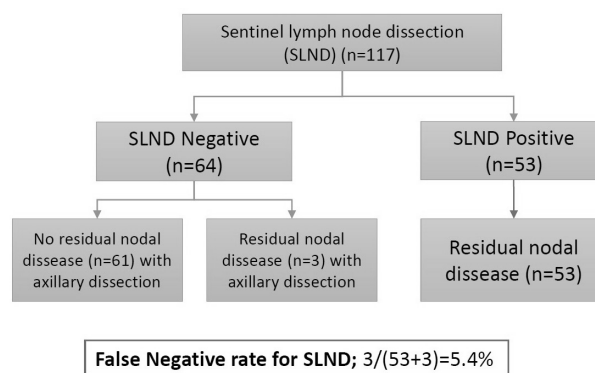 Sentinel lymph node dissection
(SLND) (n=117)
SLND Negative
(n=64)
SLND Positive
(n=53)
No residual nodal
dissease (n=61) with
axillary dissection
Residual nodal
disease (n=3) with
axillary dissection
Residual nodal
dissease (n=53)
False Negative rate for SLND; 3/(53+3)=5.4%